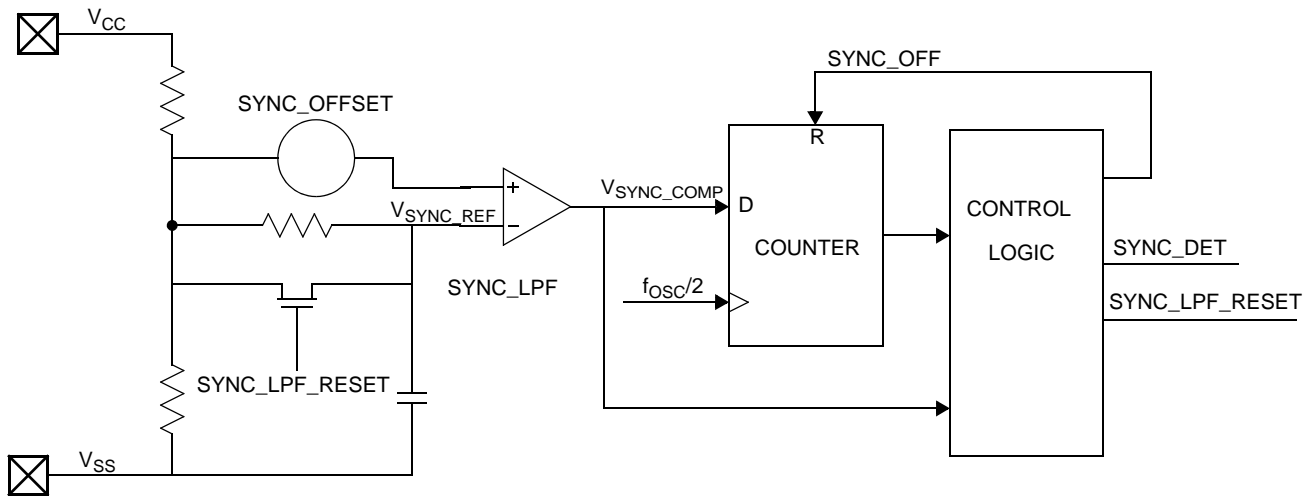 VCC
SYNC_OFF
SYNC_OFFSET
R
+
VSYNC_COMP
D
CONTROL
LOGIC
VSYNC_REF
−
COUNTER
SYNC_DET
SYNC_LPF
fOSC/2
SYNC_LPF_RESET
SYNC_LPF_RESET
VSS